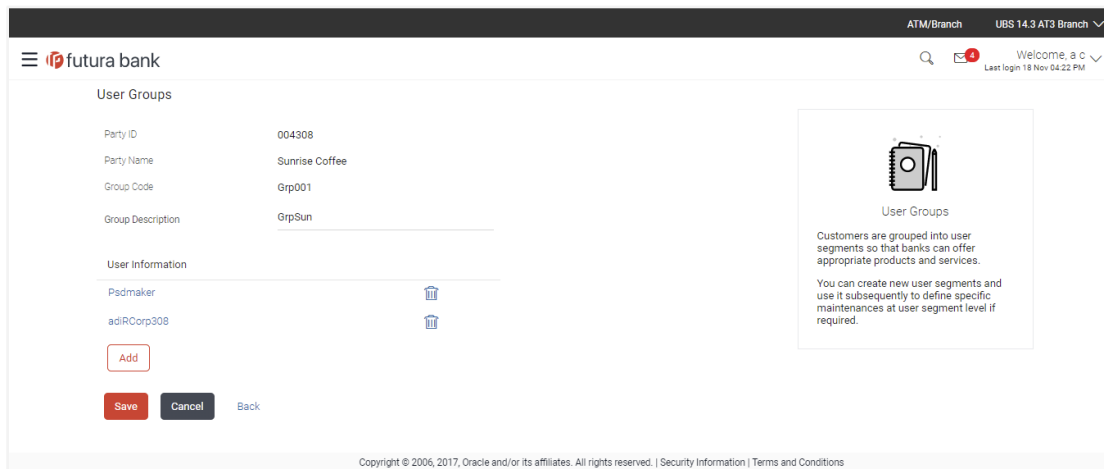 ATM/Branch UBS 14.3 AT3 Branch
futura bank
4
Welcome, a c
Last login 18 Nov 04:22 PM
User Groups
Party ID 004308
Party Name Sunrise Coffee
Group Code Grp001
Group Description GrpSun
User Information
Psdmaker
adiRCorp308
Add
Save Cancel Back
User Groups
Customers are grouped into user
segments so that banks can offer
appropriate products and services.
You can create new user segments and
use it subsequently to define specific
maintenances at user segment level if
required.
Copyright © 2006, 2017, Oracle and/or its affiliates. All rights reserved. | Security Information | Terms and Conditions